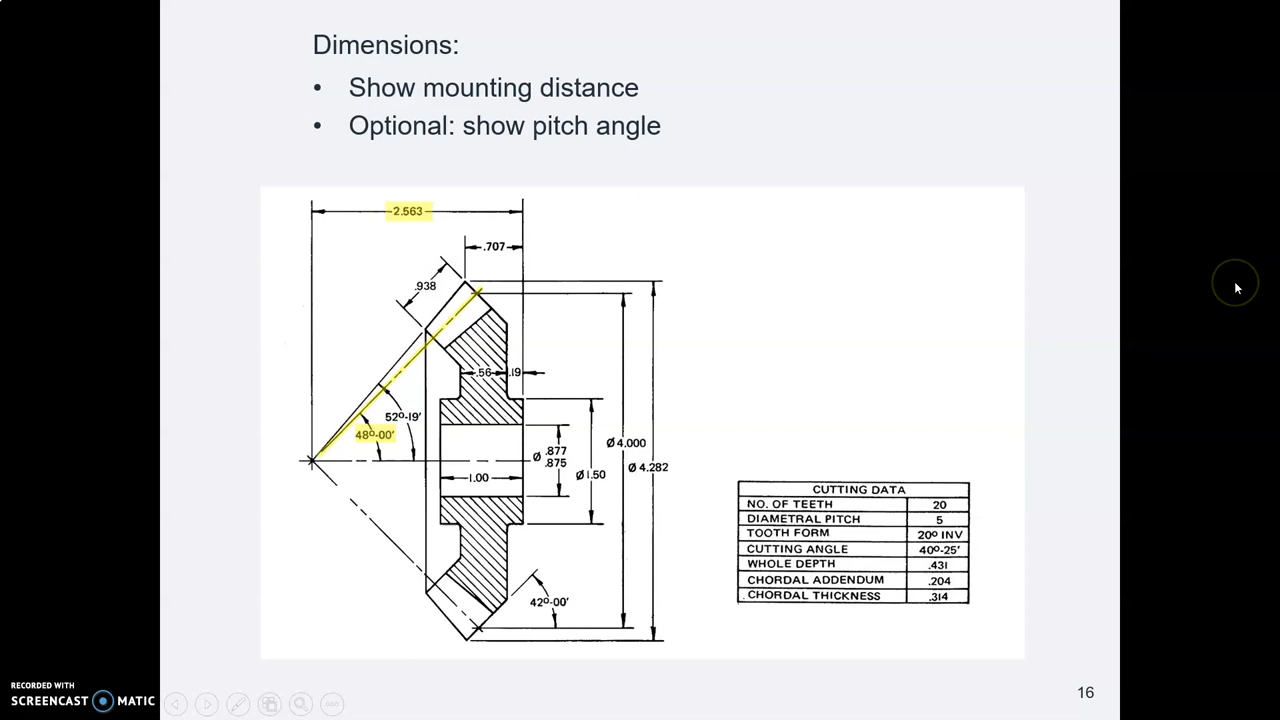 Dimensions:
• Show mounting distance
• Optional: show pitch angle
2.563
.707
.938
.56
.19
52º-19'
48º-00'
Ø .877
.875
Ø 4.000
Ø 4.282
1.00
Ø 1.50
42º-00'
CUTTING DATA
NO. OF TEETH 20
DIAMETRAL PITCH 5
TOOTH FORM 20º INV
CUTTING ANGLE 40º-25'
WHOLE DEPTH .431
CHORDAL ADDENDUM .204
CHORDAL THICKNESS .314
16
RECORDED WITH
SCREENCAST MATIC